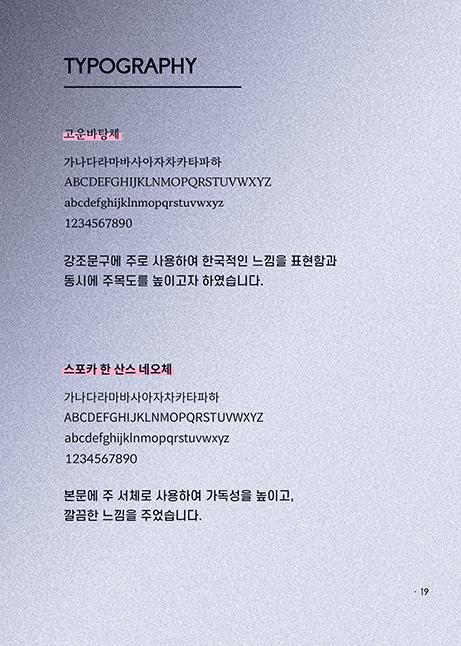 TYPOGRAPHY
고운바탕체
가나다라마바사아자차카타파하
ABCDEFGHIJKLNMOPQRSTUVWXYZ
abcdefghijklnmopqrstuvwxyz
1234567890
강조문구에 주로 사용하여 한국적인 느낌을 표현함과
동시에 주목도를 높이고자 하였습니다.
스포카 한 산스 네오체
가나다라마바사아자차카타파하
ABCDEFGHIJKLNMOPQRSTUVWXYZ
abcdefghijklnmopqrstuvwxyz
1234567890
본문에 주 서체로 사용하여 가독성을 높이고,
깔끔한 느낌을 주었습니다.
· 19